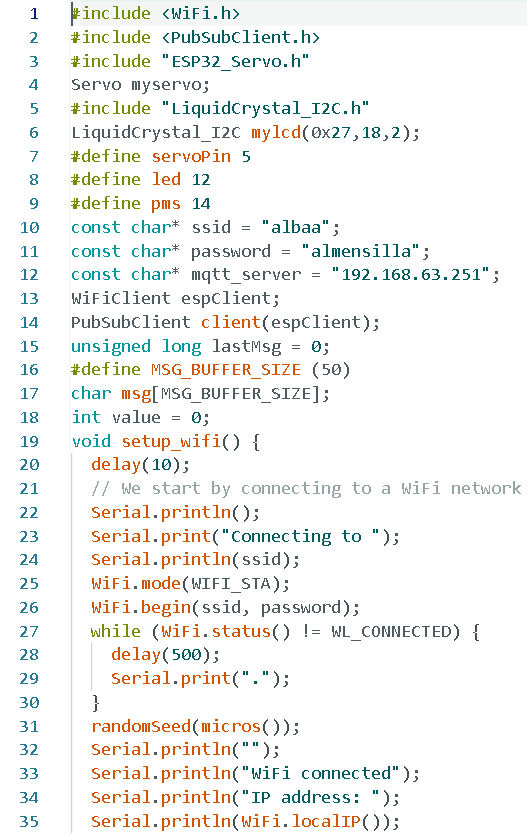 1 #include <WiFi.h>
2 #include <PubSubClient.h>
3 #include "ESP32_Servo.h"
4 Servo myservo;
5 #include "LiquidCrystal_I2C.h"
6 LiquidCrystal_I2C mylcd(0x27,18,2);
7 #define servoPin 5
8 #define led 12
9 #define pms 14
10 const char* ssid = "albaa";
11 const char* password = "almensilla";
12 const char* mqtt_server = "192.168.63.251";
13 WiFiClient espClient;
14 PubSubClient client(espClient);
15 unsigned long lastMsg = 0;
16 #define MSG_BUFFER_SIZE (50)
17 char msg[MSG_BUFFER_SIZE];
18 int value = 0;
19 void setup_wifi() {
20   delay(10);
21   // We start by connecting to a WiFi network
22   Serial.println();
23   Serial.print("Connecting to ");
24   Serial.println(ssid);
25   WiFi.mode(WIFI_STA);
26   WiFi.begin(ssid, password);
27   while (WiFi.status() != WL_CONNECTED) {
28     delay(500);
29     Serial.print(".");
30   }
31   randomSeed(micros());
32   Serial.println("");
33   Serial.println("WiFi connected");
34   Serial.println("IP address: ");
35   Serial.println(WiFi.localIP());